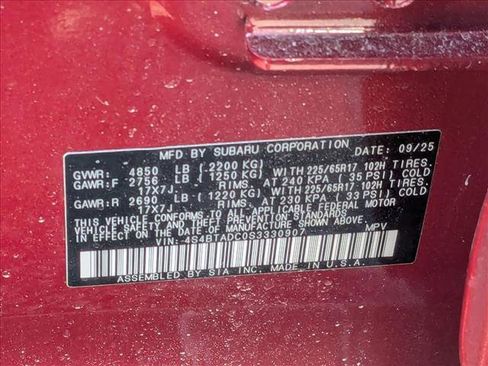 MFD BY SUBARU CORPORATION DATE: 09/25
GVWR: 4850 LB (2200 KG)
GAWR:F 2756 LB (1250 KG) WITH 225/65R17 102H TIRES.
17X7J. RIMS. AT 240 KPA (35 PSI) COLD
GAWR:R 2690 LB (1220 KG) WITH 225/65R17 102H TIRES.
17X7J. RIMS. AT 230 KPA (33 PSI) COLD
THIS VEHICLE CONFORMS TO ALL APPLICABLE FEDERAL MOTOR
VEHICLE SAFETY AND THEFT PREVENTION STANDARDS
IN EFFECT ON THE DATE OF MANUFACTURE SHOWN ABOVE.
VIN: 4S4BTADC0S3330907 MPV
ASSEMBLED BY SIA INC. MADE IN U.S.A.